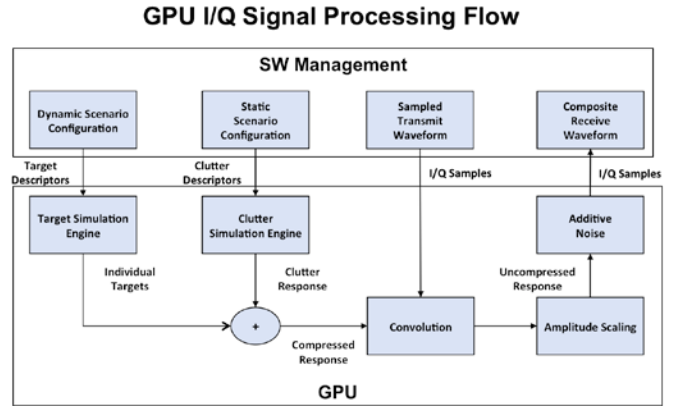 GPU I/Q Signal Processing Flow
SW Management
Dynamic Scenario
Configuration
Static
Scenario
Configuration
Sampled
Transmit
Waveform
Composite
Receive
Waveform
Target
Descriptors
Clutter
Descriptors
I/Q Samples
I/Q Samples
Target Simulation
Engine
Clutter
Simulation Engine
Additive
Noise
Individual
Targets
Clutter
Response
Uncompressed
Response
+
Compressed
Response
Convolution
Amplitude Scaling
GPU